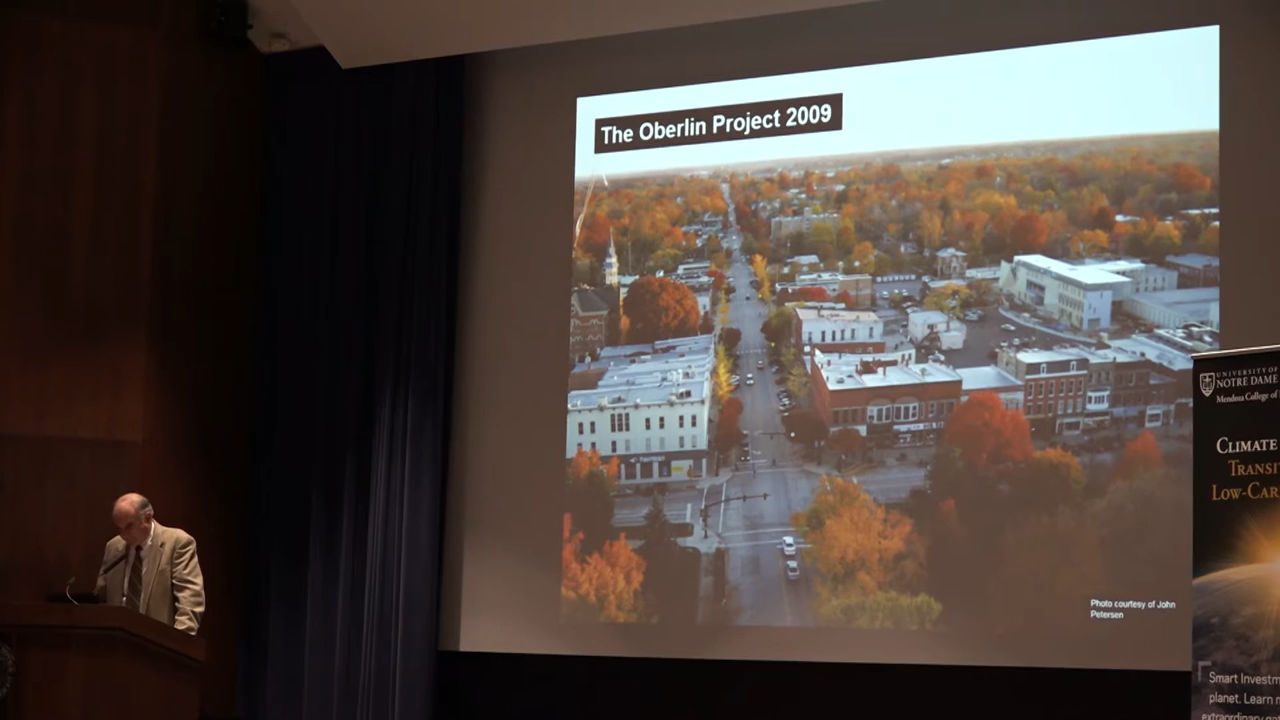 The Oberlin Project 2009
Photo courtesy of John
Petersen
UNIVERSITY OF
NOTRE DAME
Mendoza College of
CLIMATE
TRANSI
LOW-CAR
Smart Investm
planet. Learn
extraordinary